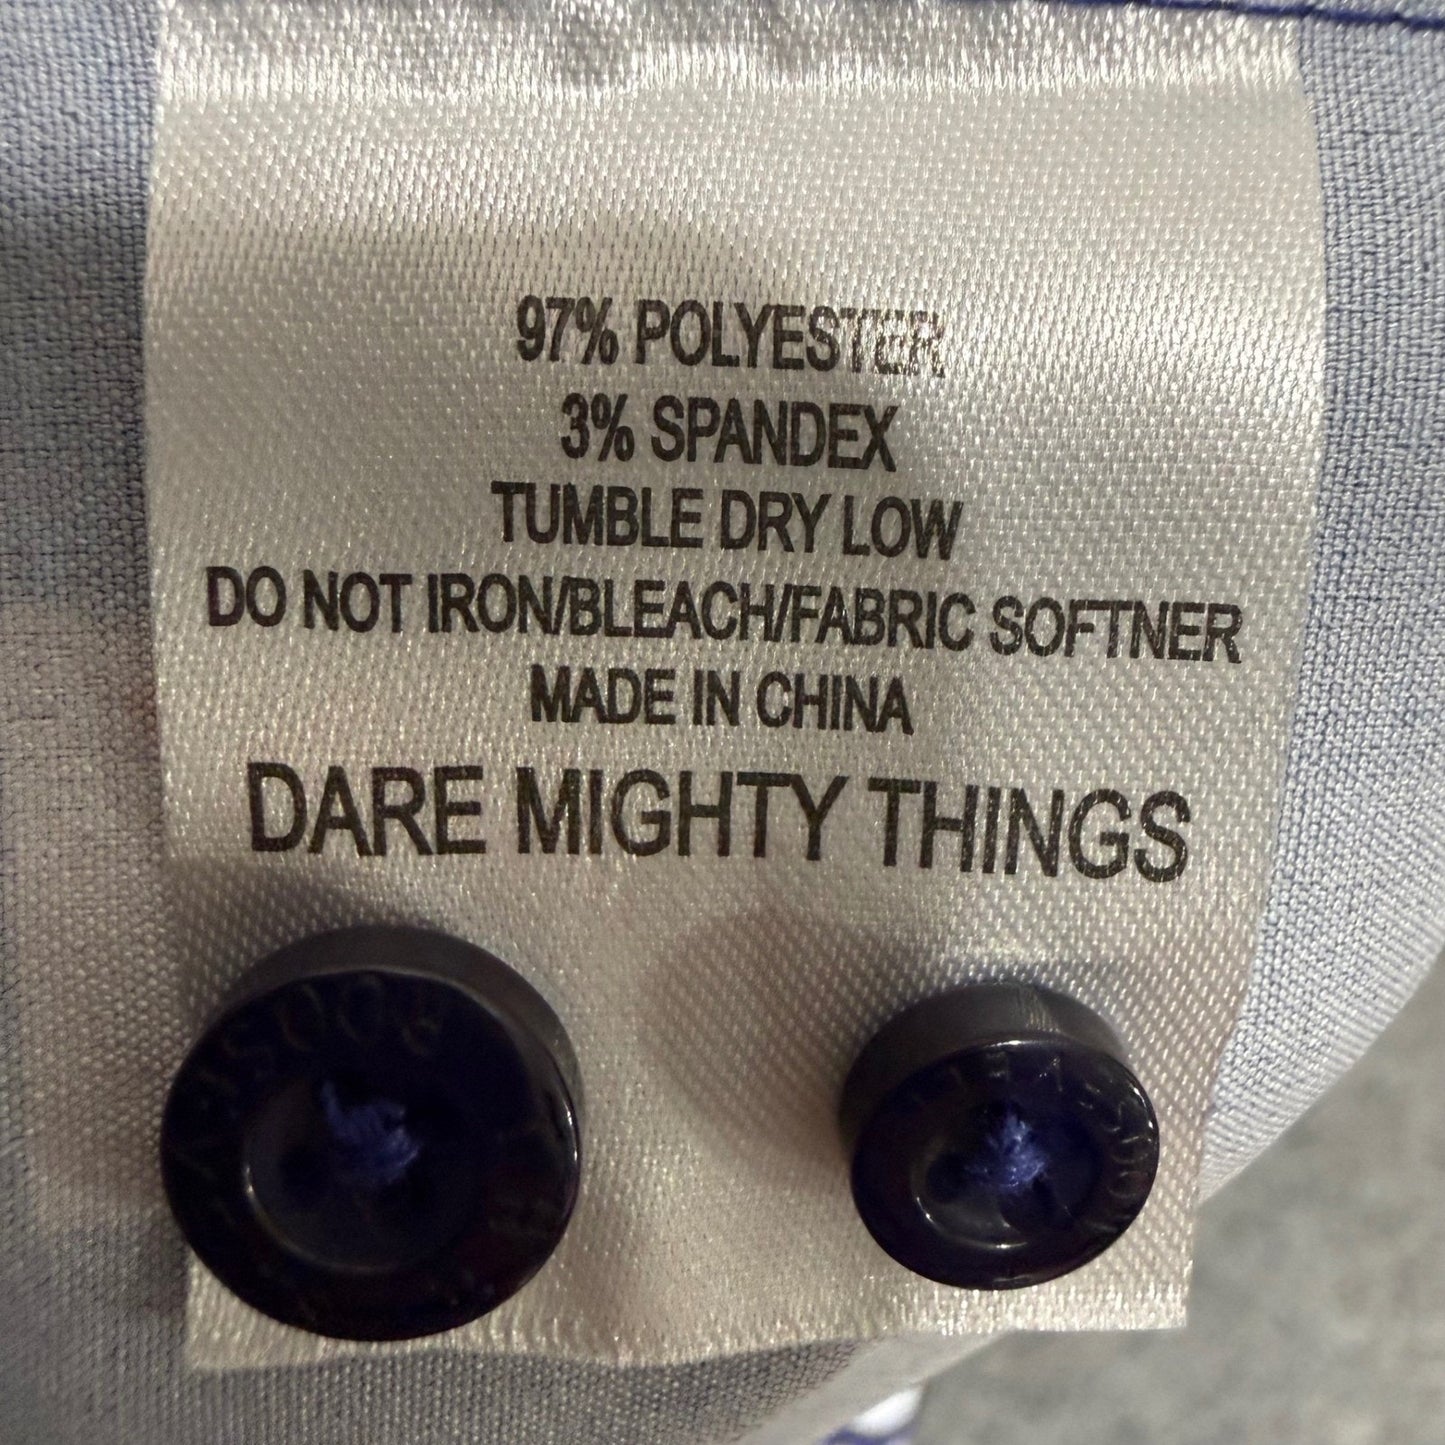 97% POLYESTER
3% SPANDEX
TUMBLE DRY LOW
DO NOT IRON/BLEACH/FABRIC SOFTNER
MADE IN CHINA
DARE MIGHTY THINGS